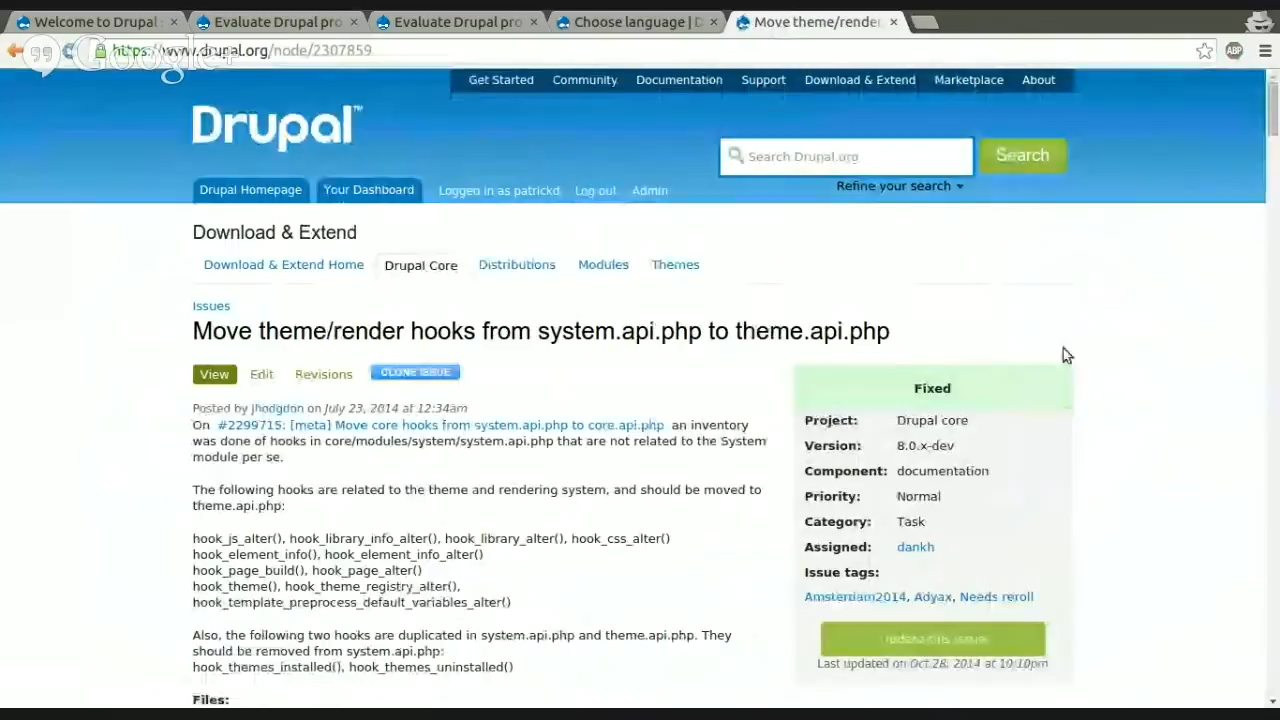 Welcome to Drupal
Evaluate Drupal pro
Evaluate Drupal pro
Choose language | D
Move theme/render
https://www.drupal.org/node/2307859
Google+
ABP
Get Started Community Documentation Support Download & Extend Marketplace About
Drupal™
Search Drupal.org
Search
Refine your search
Drupal Homepage Your Dashboard Logged in as patrickd Log out Admin
Download & Extend
Download & Extend Home Drupal Core Distributions Modules Themes
Issues
Move theme/render hooks from system.api.php to theme.api.php
View Edit Revisions CLONE ISSUE
Posted by jhodgdon on July 23, 2014 at 12:34am
On #2299715: [meta] Move core hooks from system.api.php to core.api.php an inventory
was done of hooks in core/modules/system/system.api.php that are not related to the System
module per se.
The following hooks are related to the theme and rendering system, and should be moved to
theme.api.php:
hook_js_alter(), hook_library_info_alter(), hook_library_alter(), hook_css_alter()
hook_element_info(), hook_element_info_alter()
hook_page_build(), hook_page_alter()
hook_theme(), hook_theme_registry_alter(),
hook_template_preprocess_default_variables_alter()
Also, the following two hooks are duplicated in system.api.php and theme.api.php. They
should be removed from system.api.php:
hook_themes_installed(), hook_themes_uninstalled()
Files:
Fixed
Project: Drupal core
Version: 8.0.x-dev
Component: documentation
Priority: Normal
Category: Task
Assigned: dankh
Issue tags:
Amsterdam2014, Adyax, Needs reroll
Update this issue
Last updated on Oct 28, 2014 at 10:10pm